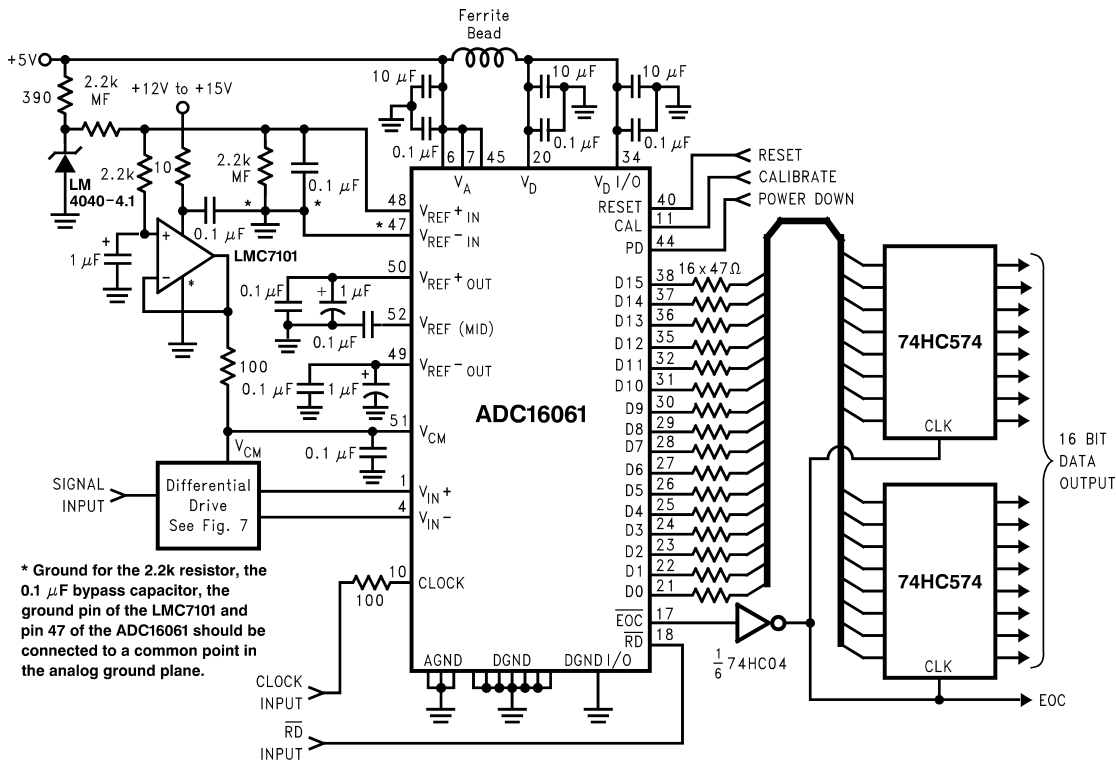 Ferrite
Bead
+5V
390
2.2k
MF
+12V to +15V
10 μF
0.1 μF
10 μF
0.1 μF
10 μF
0.1 μF
6 7 45
20
34
V_A
V_D
V_D I/O
2.2k
10
2.2k
MF
0.1 μF
LM
4040-4.1
0.1 μF
*
*
+
−
*
1 μF
+
LMC7101
48
V_REF+ IN
* 47
V_REF− IN
50
V_REF+ OUT
0.1 μF
+
1 μF
52
V_REF (MID)
0.1 μF
49
V_REF− OUT
0.1 μF
1 μF
+
100
51
V_CM
0.1 μF
V_CM
SIGNAL
INPUT
Differential
Drive
See Fig. 7
1
V_IN+
4
V_IN−
ADC16061
10
CLOCK
100
* Ground for the 2.2k resistor, the
0.1 μF bypass capacitor, the
ground pin of the LMC7101 and
pin 47 of the ADC16061 should be
connected to a common point in
the analog ground plane.
CLOCK
INPUT
R̅D̅
INPUT
AGND
DGND
DGND I/O
RESET
CALIBRATE
POWER DOWN
RESET 40
CAL 11
PD 44
16x47Ω
D15 38
D14 37
D13 36
D12 35
D11 32
D10 31
D9 30
D8 29
D7 28
D6 27
D5 26
D4 25
D3 24
D2 23
D1 22
D0 21
E̅O̅C̅ 17
R̅D̅ 18
1/6 74HC04
74HC574
CLK
74HC574
CLK
16 BIT
DATA
OUTPUT
EOC